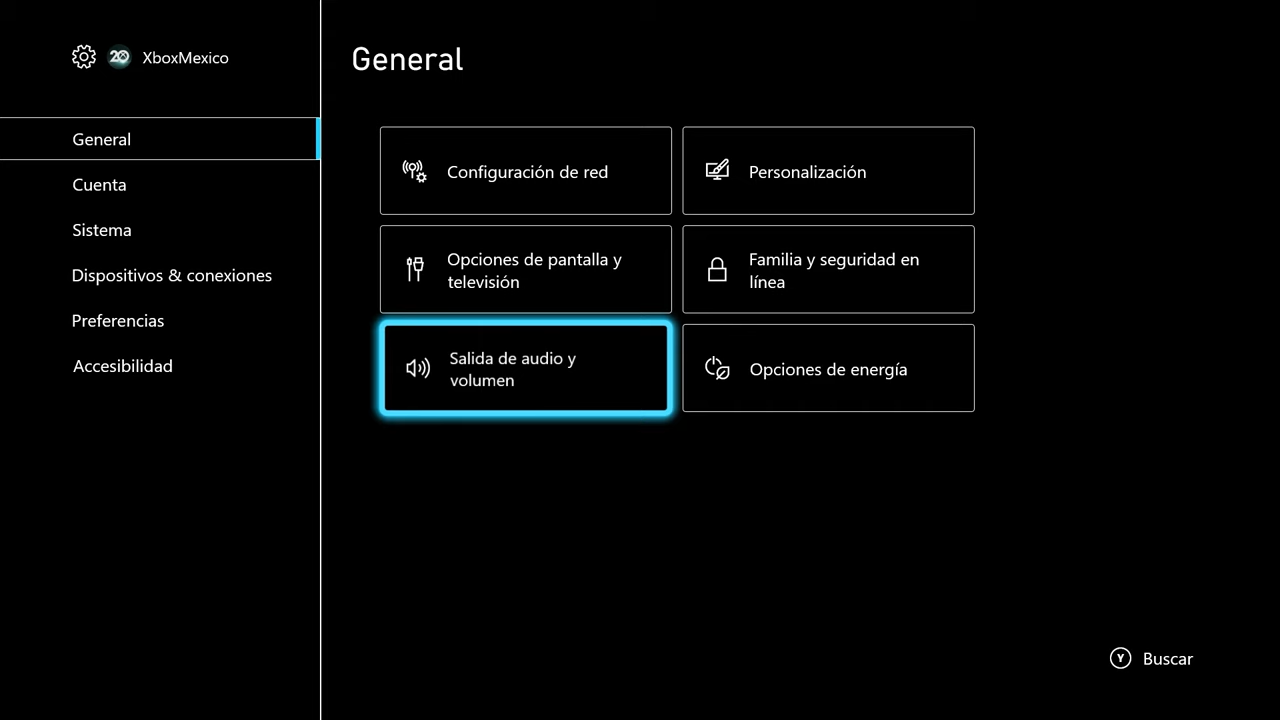 20 XboxMexico
General
General
Cuenta
Sistema
Dispositivos & conexiones
Preferencias
Accesibilidad
Configuración de red
Personalización
Opciones de pantalla y
televisión
Familia y seguridad en
línea
Salida de audio y
volumen
Opciones de energía
Y Buscar